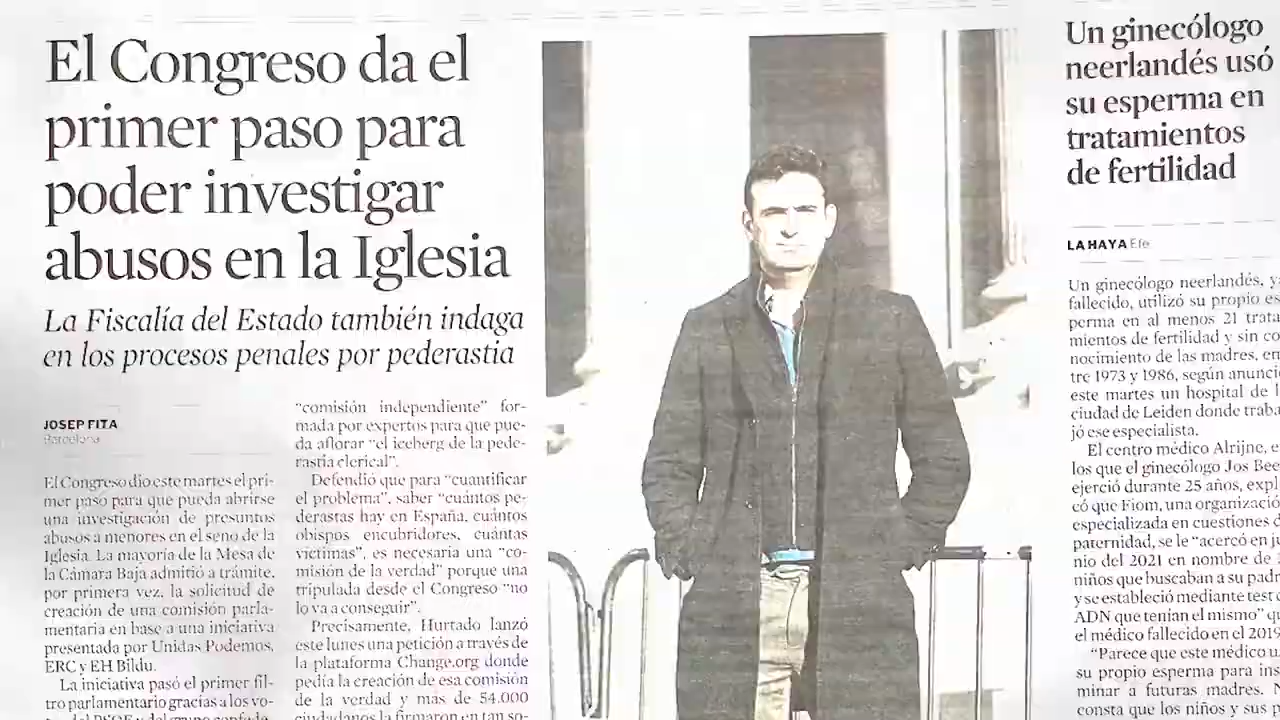 El Congreso da el
primer paso para
poder investigar
abusos en la Iglesia
La Fiscalía del Estado también indaga
en los procesos penales por pederastia
JOSEP FITA
Barcelona
El Congreso dio este martes el pri-
mer paso para que pueda abrirse
una investigación de presuntos
abusos a menores en el seno de la
Iglesia. La mayoría de la Mesa de
la Cámara Baja admitió a trámite,
por primera vez, la solicitud de
creación de una comisión parla-
mentaria en base a una iniciativa
presentada por Unidas Podemos,
ERC y EH Bildu.
La iniciativa pasó el primer fil-
tro parlamentario gracias a los vo-
"comisión independiente" for-
mada por expertos para que pue-
da aflorar "el iceberg de la pede-
rastia clerical".
Defendió que para "cuantificar
el problema", saber "cuántos pe-
derastas hay en España, cuántos
obispos encubridores, cuántas
víctimas", es necesaria una "co-
misión de la verdad" porque una
tripulada desde el Congreso "no
lo va a conseguir".
Precisamente, Hurtado lanzó
este lunes una petición a través de
la plataforma Change.org donde
pedía la creación de esa comisión
de la verdad y más de 54.000
ciudadanos la firmaron en tan so-
Un ginecólogo
neerlandés usó
su esperma en
tratamientos
de fertilidad
LA HAYA Efe
Un ginecólogo neerlandés, y
fallecido, utilizó su propio es
perma en al menos 21 trata
mientos de fertilidad y sin co
nocimiento de las madres, en
tre 1973 y 1986, según anunció
este martes un hospital de l
ciudad de Leiden donde traba
jó ese especialista.
El centro médico Alrijne, e
los que el ginecólogo Jos Bee
ejerció durante 25 años, expl
có que Fiom, una organizació
especializada en cuestiones d
paternidad, se le "acercó en ju
nio del 2021 en nombre de
niños que buscaban a su padr
y se estableció mediante test d
ADN que tenían el mismo" qu
el médico fallecido en el 2019
"Parece que este médico u
su propio esperma para ins
minar a futuras madres. N
consta que los niños y sus p